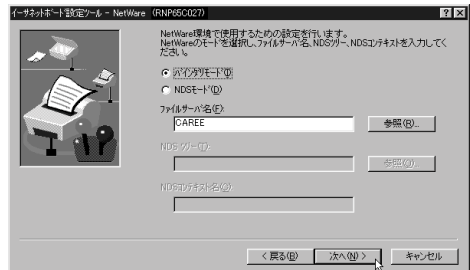 イーサネットボード設定ツール - NetWare (RNP65C027)
NetWare環境で使用するための設定を行います。
NetWareのモードを選択し、ファイルサーバ名、NDSツリー、NDSコンテキストを入力してく
ださい。
バインダリモード(I)
NDSモード(D)
ファイルサーバ名(F):
CAREE
参照(R)...
NDS ツリー(T):
参照(O)...
NDSコンテキスト名(C):
< 戻る(B)
次へ(N) >
キャンセル